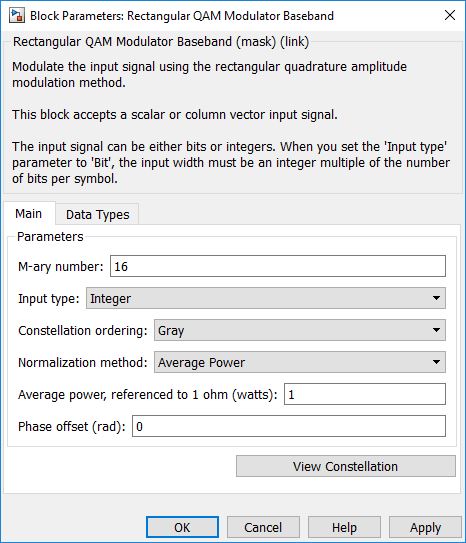 Block Parameters: Rectangular QAM Modulator Baseband
Rectangular QAM Modulator Baseband (mask) (link)
Modulate the input signal using the rectangular quadrature amplitude
modulation method.
This block accepts a scalar or column vector input signal.
The input signal can be either bits or integers. When you set the 'Input type'
parameter to 'Bit', the input width must be an integer multiple of the number
of bits per symbol.
Main Data Types
Parameters
M-ary number: 16
Input type: Integer
Constellation ordering: Gray
Normalization method: Average Power
Average power, referenced to 1 ohm (watts): 1
Phase offset (rad): 0
View Constellation
OK Cancel Help Apply